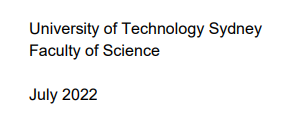 University of Technology Sydney
Faculty of Science
July 2022